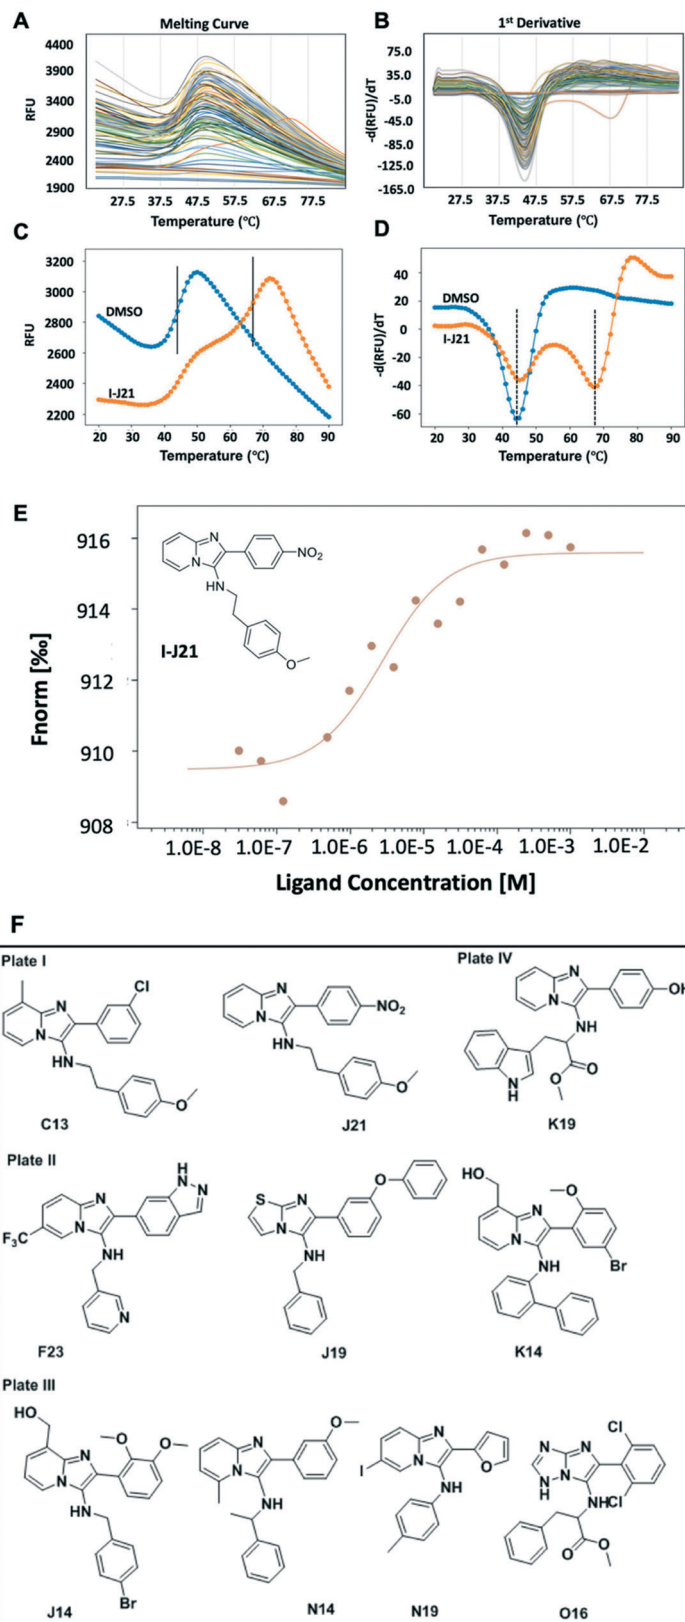 A
Melting Curve
4400
3900
3400
2900
2400
1900
RFU
27.5 37.5 47.5 57.5 67.5 77.5
Temperature (℃)
B
1st Derivative
75.0
35.0
-5.0
-45.0
-85.0
-125.0
-165.0
-d(RFU)/dT
27.5 37.5 47.5 57.5 67.5 77.5
Temperature (℃)
C
3200
3000
2800
2600
2400
2200
RFU
DMSO
I-J21
20 30 40 50 60 70 80 90
Temperature (℃)
D
40
20
0
-20
-40
-60
-d(RFU)/dT
DMSO
I-J21
20 30 40 50 60 70 80 90
Temperature (℃)
E
916
914
912
910
908
Fnorm [‰]
N
N
NO2
HN
O
I-J21
1.0E-8 1.0E-7 1.0E-6 1.0E-5 1.0E-4 1.0E-3 1.0E-2
Ligand Concentration [M]
F
Plate I
N
N
Cl
HN
O
C13
N
N
NO2
HN
O
J21
Plate IV
N
N
OH
NH
N
H
O
O
K19
Plate II
F3C
N
N
H
N
N
NH
N
F23
S
N
N
O
NH
J19
HO
N
N
O
Br
NH
K14
Plate III
HO
N
N
O
O
HN
Br
J14
N
N
O
HN
N14
I
N
N
O
NH
N19
N
N
N
NH
Cl
Cl
NH
O
O
O16